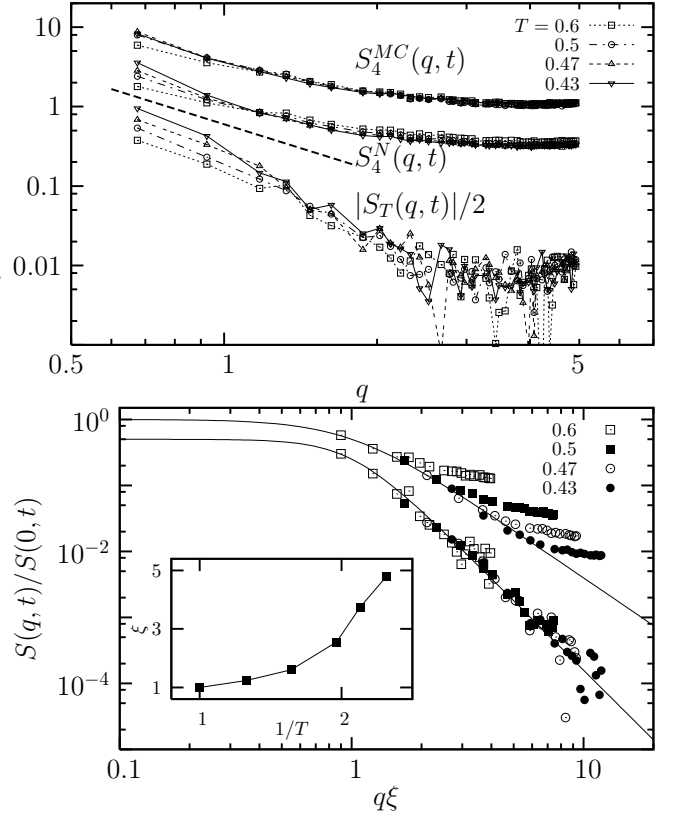 10
S_4^{MC}(q, t)
T = 0.6
0.5
0.47
0.43
1
S_4^N(q, t)
0.1
|S_T(q, t)|/2
0.01
0.5
1
5
q
10^0
0.6
0.5
0.47
0.43
S(q, t)/S(0, t)
10^{-2}
10^{-4}
5
3
1
ξ
1
2
1/T
0.1
1
10
qξ